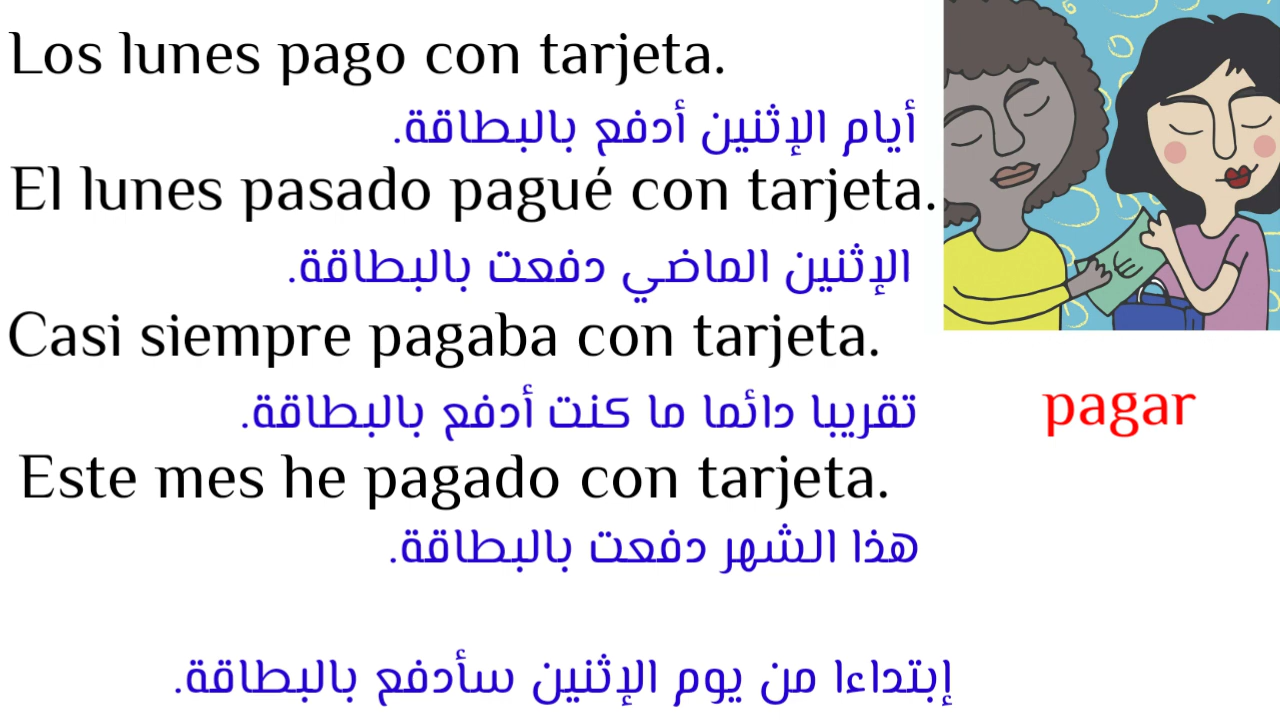 Los lunes pago con tarjeta.
أيام الإثنين أدفع بالبطاقة.
El lunes pasado pagué con tarjeta.
الإثنين الماضي دفعت بالبطاقة.
Casi siempre pagaba con tarjeta.
تقريبا دائما ما كنت أدفع بالبطاقة.
pagar
Este mes he pagado con tarjeta.
هذا الشهر دفعت بالبطاقة.
إبتداءا من يوم الإثنين سأدفع بالبطاقة.